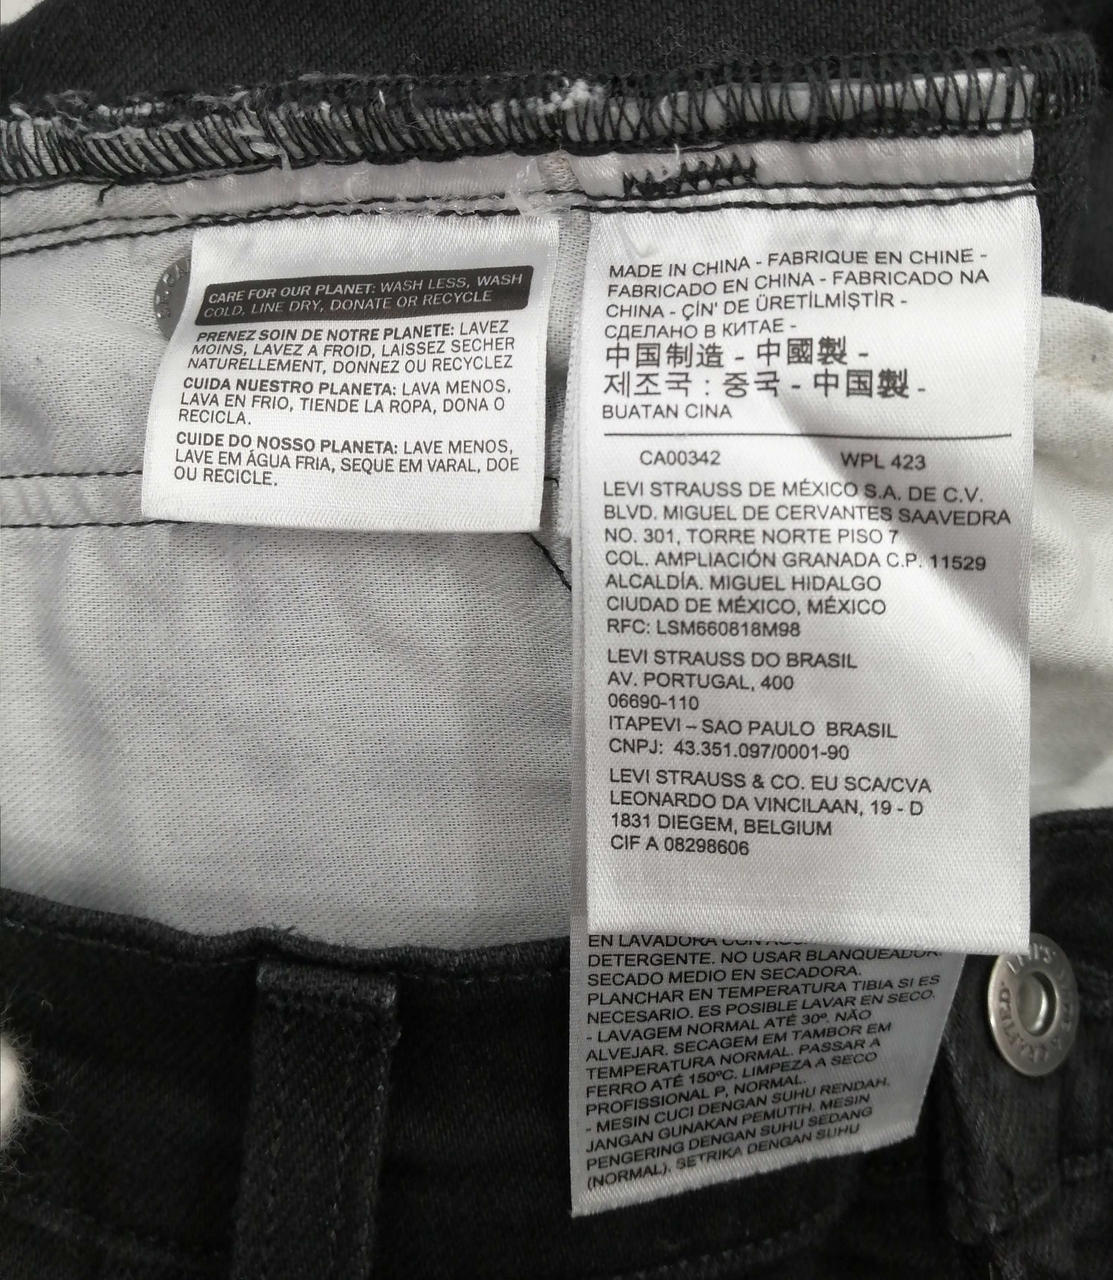 CARE FOR OUR PLANET: WASH LESS, WASH
COLD, LINE DRY, DONATE OR RECYCLE
PRENEZ SOIN DE NOTRE PLANETE: LAVEZ
MOINS, LAVEZ A FROID, LAISSEZ SECHER
NATURELLEMENT, DONNEZ OU RECYCLEZ
CUIDA NUESTRO PLANETA: LAVA MENOS,
LAVA EN FRIO, TIENDE LA ROPA, DONA O
RECICLA.
CUIDE DO NOSSO PLANETA: LAVE MENOS,
LAVE EM ÁGUA FRIA, SEQUE EM VARAL, DOE
OU RECICLE.
MADE IN CHINA - FABRIQUE EN CHINE -
FABRICADO EN CHINA - FABRICADO NA
CHINA - ÇİN' DE ÜRETİLMİŞTİR -
СДЕЛАНО В КИТАЕ -
中国制造 - 中國製 -
제조국 : 중국 - 中国製 -
BUATAN CINA
CA00342 WPL 423
LEVI STRAUSS DE MÉXICO S.A. DE C.V.
BLVD. MIGUEL DE CERVANTES SAAVEDRA
NO. 301, TORRE NORTE PISO 7
COL. AMPLIACIÓN GRANADA C.P. 11529
ALCALDÍA. MIGUEL HIDALGO
CIUDAD DE MÉXICO, MÉXICO
RFC: LSM660818M98
LEVI STRAUSS DO BRASIL
AV. PORTUGAL, 400
06690-110
ITAPEVI – SAO PAULO BRASIL
CNPJ: 43.351.097/0001-90
LEVI STRAUSS & CO. EU SCA/CVA
LEONARDO DA VINCILAAN, 19 - D
1831 DIEGEM, BELGIUM
CIF A 08298606
EN LAVADORA CON
DETERGENTE. NO USAR BLANQUEADOR.
SECADO MEDIO EN SECADORA.
PLANCHAR EN TEMPERATURA TIBIA SI ES
NECESARIO. ES POSIBLE LAVAR EN SECO.
- LAVAGEM NORMAL ATÉ 30º. NÃO
ALVEJAR. SECAGEM EM TAMBOR EM
TEMPERATURA NORMAL. PASSAR A
FERRO ATÉ 150ºC. LIMPEZA A SECO
PROFISSIONAL P, NORMAL.
- MESIN CUCI DENGAN SUHU RENDAH.
JANGAN GUNAKAN PEMUTIH. MESIN
PENGERING DENGAN SUHU SEDANG
(NORMAL). SETRIKA DENGAN SUHU